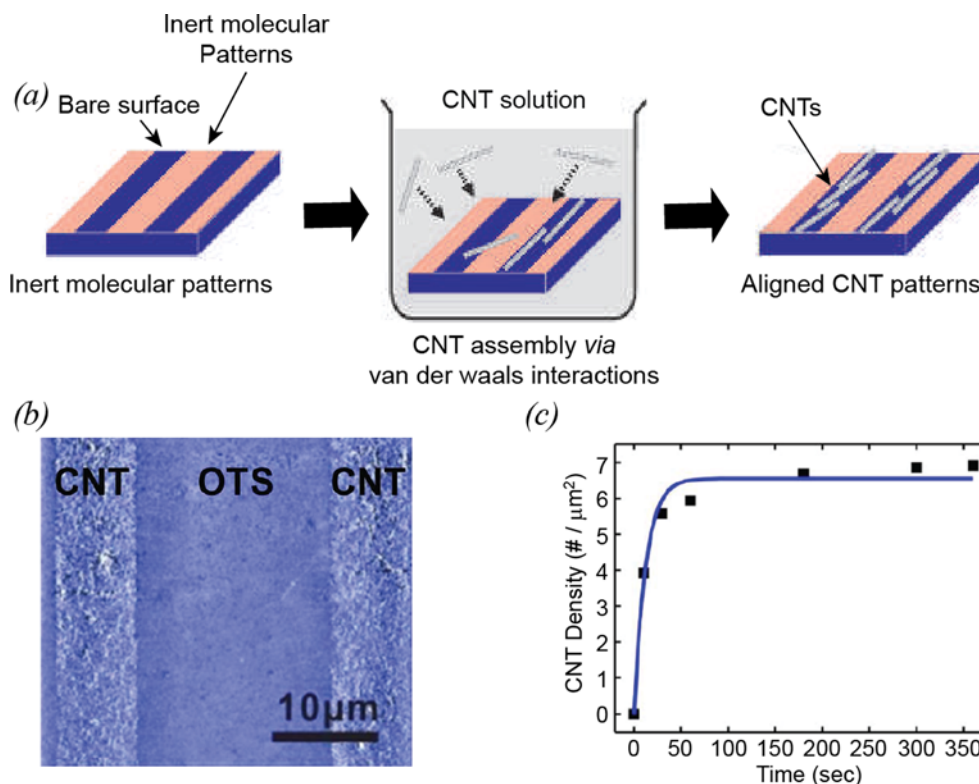 Inert molecular
Patterns
(a)
Bare surface
CNT solution
CNTs
Inert molecular patterns
Aligned CNT patterns
CNT assembly via
van der waals interactions
(b)
CNT OTS CNT
10μm
(c)
CNT Density (# / μm²)
7
6
5
4
3
2
1
0
0 50 100 150 200 250 300 350
Time (sec)